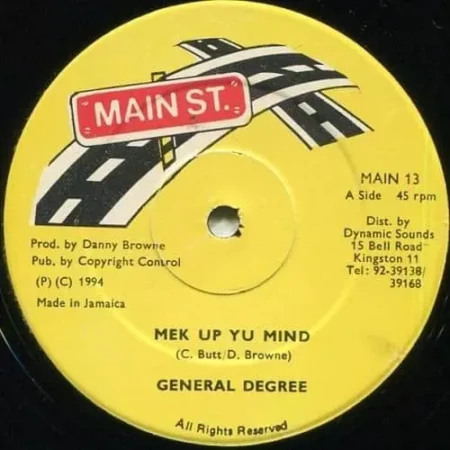 MAIN ST.
MAIN 13
A Side 45 rpm
Dist. by
Dynamic Sounds
15 Bell Road
Kingston 11
Tel: 92-39138/
39168
Prod. by Danny Browne
Pub. by Copyright Control
(P) (C) 1994
Made in Jamaica
MEK UP YU MIND
(C. Butt/D. Browne)
GENERAL DEGREE
All Rights Reserved